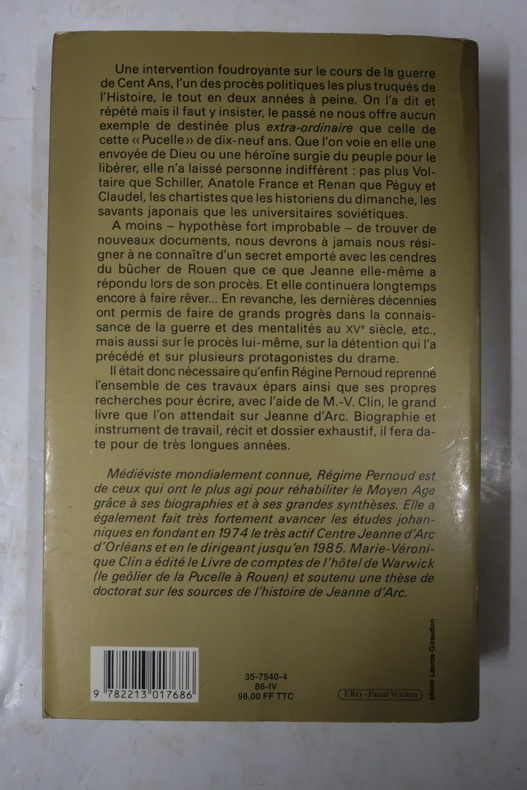 Une intervention foudroyante sur le cours de la guerre
de Cent Ans, l'un des procès politiques les plus truqués de
l'Histoire, le tout en deux années à peine. On l'a dit et
répété mais il faut y insister, le passé ne nous offre aucun
exemple de destinée plus extra-ordinaire que celle de
cette «Pucelle» de dix-neuf ans. Que l'on voie en elle une
envoyée de Dieu ou une héroïne surgie du peuple pour le
libérer, elle n'a laissé personne indifférent : pas plus Vol-
taire que Schiller, Anatole France et Renan que Péguy et
Claudel, les chartistes que les historiens du dimanche, les
savants japonais que les universitaires soviétiques.
A moins – hypothèse fort improbable – de trouver de
nouveaux documents, nous devrons à jamais nous rési-
gner à ne connaître d'un secret emporté avec les cendres
du bûcher de Rouen que ce que Jeanne elle-même a
répondu lors de son procès. Et elle continuera longtemps
encore à faire rêver... En revanche, les dernières décennies
ont permis de faire de grands progrès dans la connais-
sance de la guerre et des mentalités au XVe siècle, etc.,
mais aussi sur le procès lui-même, sur la détention qui l'a
précédé et sur plusieurs protagonistes du drame.
Il était donc nécessaire qu'enfin Régine Pernoud reprenne
l'ensemble de ces travaux épars ainsi que ses propres
recherches pour écrire, avec l'aide de M.-V. Clin, le grand
livre que l'on attendait sur Jeanne d'Arc. Biographie et
instrument de travail, récit et dossier exhaustif, il fera da-
te pour de très longues années.
Médiéviste mondialement connue, Régime Pernoud est
de ceux qui ont le plus agi pour réhabiliter le Moyen Age
grâce à ses biographies et à ses grandes synthèses. Elle a
également fait très fortement avancer les études johan-
niques en fondant en 1974 le très actif Centre Jeanne d'Arc
d'Orléans et en le dirigeant jusqu'en 1985. Marie-Véroni-
que Clin a édité le Livre de comptes de l'hôtel de Warwick
(le geôlier de la Pucelle à Rouen) et soutenu une thèse de
doctorat sur les sources de l'histoire de Jeanne d'Arc.
photo Lauros-Giraudon
35-7540-4
86-IV
98,00 FF TTC
ERG - Pascal Vercken
9 782213 017686